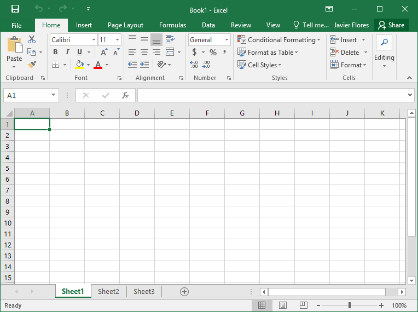 Book1 - Excel
File Home Insert Page Layout Formulas Data Review View Tell me... Javier Flores Share
Calibri 11 General Conditional Formatting Insert
Format as Table Delete
Paste B I U A $ % , Cell Styles Format Editing
Clipboard Font Alignment Number Styles Cells
A1 fx
A B C D E F G H I J K
1
2
3
4
5
6
7
8
9
10
11
12
13
14
15
Sheet1 Sheet2 Sheet3
Ready 100%